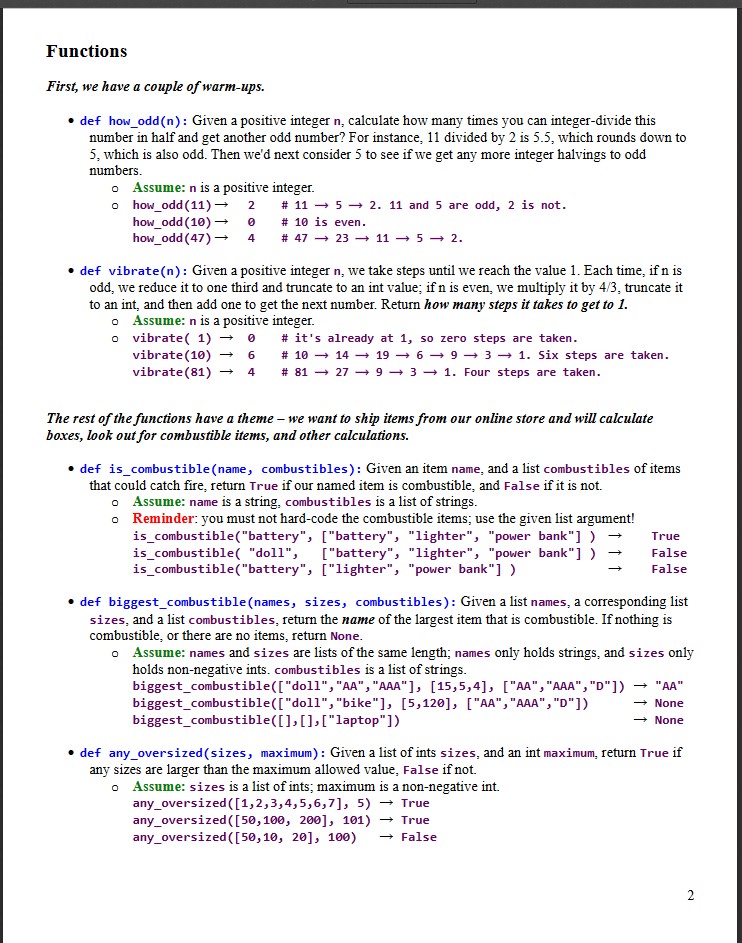 Functions
First, we have a couple of warm-ups.
• def how_odd(n): Given a positive integer n, calculate how many times you can integer-divide this
number in half and get another odd number? For instance, 11 divided by 2 is 5.5, which rounds down to
5, which is also odd. Then we'd next consider 5 to see if we get any more integer halvings to odd
numbers.
o Assume: n is a positive integer.
o how_odd(11)→ 2 # 11 → 5 → 2. 11 and 5 are odd, 2 is not.
how_odd(10)→ 0 # 10 is even.
how_odd(47)→ 4 # 47 → 23 → 11 → 5 → 2.
• def vibrate(n): Given a positive integer n, we take steps until we reach the value 1. Each time, if n is
odd, we reduce it to one third and truncate to an int value; if n is even, we multiply it by 4/3, truncate it
to an int, and then add one to get the next number. Return how many steps it takes to get to 1.
o Assume: n is a positive integer.
o vibrate( 1) → 0 # it's already at 1, so zero steps are taken.
vibrate(10) → 6 # 10 → 14 → 19 → 6 → 9 → 3 → 1. Six steps are taken.
vibrate(81) → 4 # 81 → 27 → 9 → 3 → 1. Four steps are taken.
The rest of the functions have a theme – we want to ship items from our online store and will calculate
boxes, look out for combustible items, and other calculations.
• def is_combustible(name, combustibles): Given an item name, and a list combustibles of items
that could catch fire, return True if our named item is combustible, and False if it is not.
o Assume: name is a string, combustibles is a list of strings.
o Reminder: you must not hard-code the combustible items; use the given list argument!
is_combustible("battery", ["battery", "lighter", "power bank"] ) → True
is_combustible( "doll", ["battery", "lighter", "power bank"] ) → False
is_combustible("battery", ["lighter", "power bank"] ) → False
• def biggest_combustible(names, sizes, combustibles): Given a list names, a corresponding list
sizes, and a list combustibles, return the name of the largest item that is combustible. If nothing is
combustible, or there are no items, return None.
o Assume: names and sizes are lists of the same length; names only holds strings, and sizes only
holds non-negative ints. combustibles is a list of strings.
biggest_combustible(["doll","AA","AAA"], [15,5,4], ["AA","AAA","D"]) → "AA"
biggest_combustible(["doll","bike"], [5,120], ["AA","AAA","D"]) → None
biggest_combustible([],[],["laptop"]) → None
• def any_oversized(sizes, maximum): Given a list of ints sizes, and an int maximum, return True if
any sizes are larger than the maximum allowed value, False if not.
o Assume: sizes is a list of ints; maximum is a non-negative int.
any_oversized([1,2,3,4,5,6,7], 5) → True
any_oversized([50,100, 200], 101) → True
any_oversized([50,10, 20], 100) → False
2